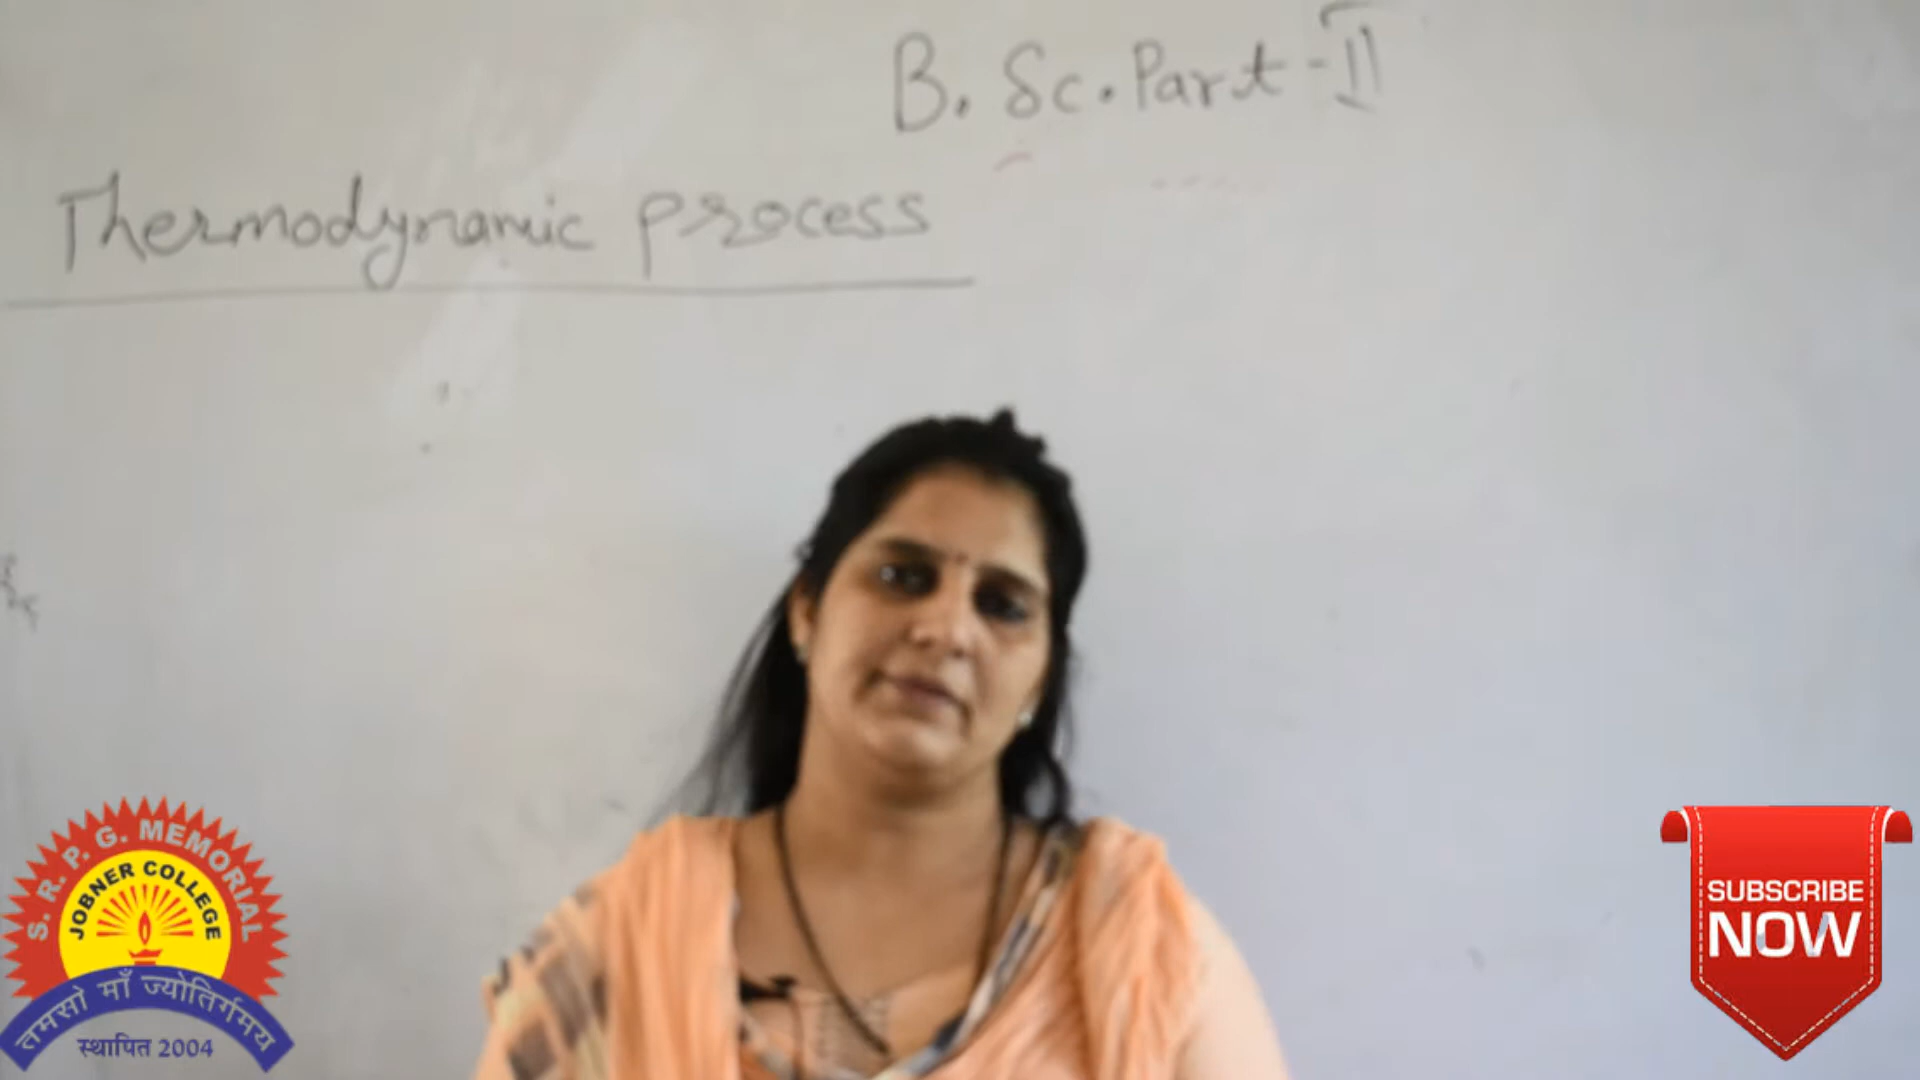 B. Sc. Part-II
Thermodynamic process
S. R. P. G. MEMORIAL
JOBNER COLLEGE
तमसो माँ ज्योतिर्गमय
स्थापित 2004
SUBSCRIBE
NOW